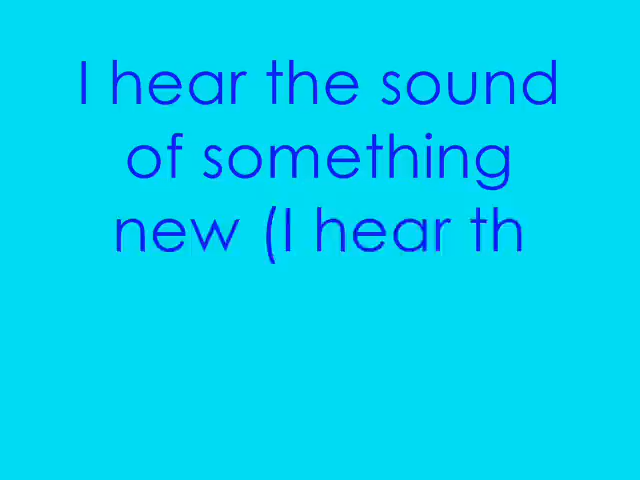 I hear the sound
of something
new (I hear th